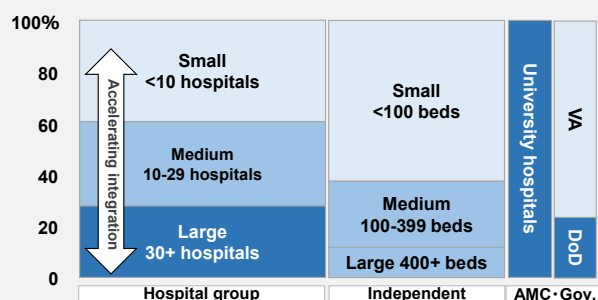 100%
80
60
40
20
0
Accelerating integration
Small
<10 hospitals
Medium
10-29 hospitals
Large
30+ hospitals
Small
<100 beds
Medium
100-399 beds
Large 400+ beds
University hospitals
VA
DoD
Hospital group
Independent
AMC・Gov.